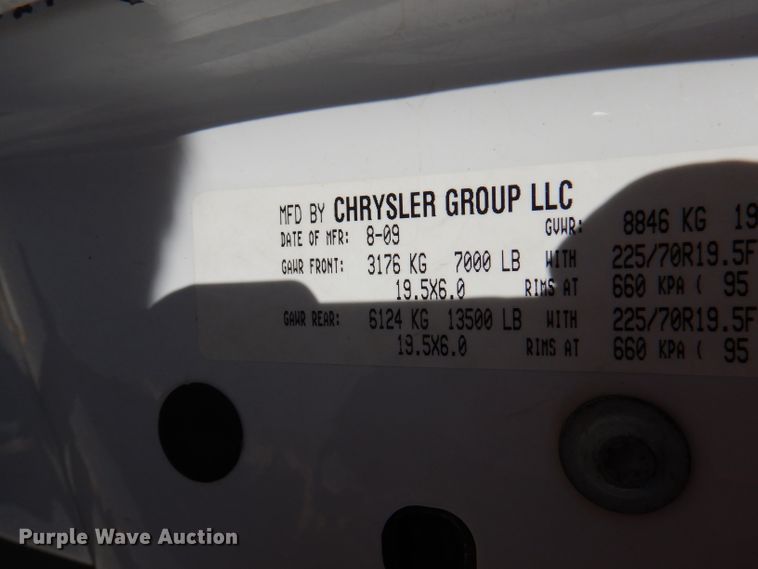 MFD BY CHRYSLER GROUP LLC
DATE OF MFR: 8-09 GVWR: 8846 KG 19
GAWR FRONT: 3176 KG 7000 LB WITH 225/70R19.5F
19.5X6.0 RIMS AT 660 KPA ( 95
GAWR REAR: 6124 KG 13500 LB WITH 225/70R19.5F
19.5X6.0 RIMS AT 660 KPA ( 95
Purple Wave Auction